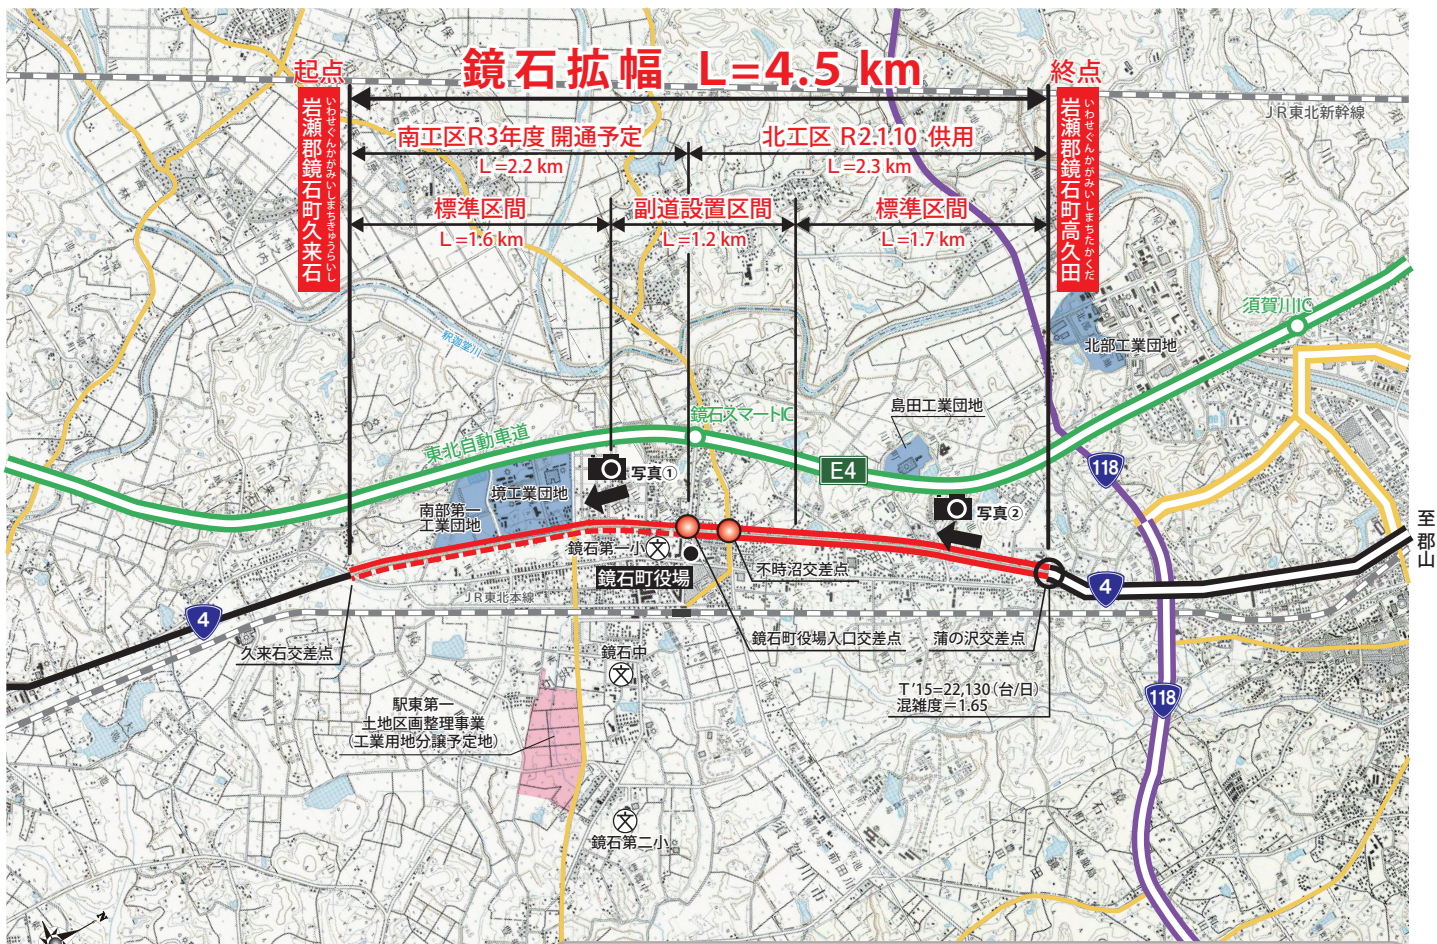 鏡石拡幅 L=4.5 km
起点
終点
岩瀬郡鏡石町久来石
いわせぐんかがみいしまちきゅうらいし
岩瀬郡鏡石町高久田
いわせぐんかがみいしまちたかくだ
JR東北新幹線
南工区R3年度 開通予定
L=2.2 km
北工区 R2.1.10 供用
L=2.3 km
標準区間
L=1.6 km
副道設置区間
L=1.2 km
標準区間
L=1.7 km
釈迦堂川
須賀川IC
北部工業団地
島田工業団地
鏡石スマートIC
東北自動車道
E4
118
写真①
境工業団地
南部第一
工業団地
写真②
至郡山
鏡石第一小
鏡石町役場
不時沼交差点
JR東北本線
4
4
久来石交差点
鏡石町役場入口交差点
蒲の沢交差点
鏡石中
T'15=22,130(台/日)
混雑度=1.65
118
駅東第一
土地区画整理事業
(工業用地分譲予定地)
鏡石第二小
N